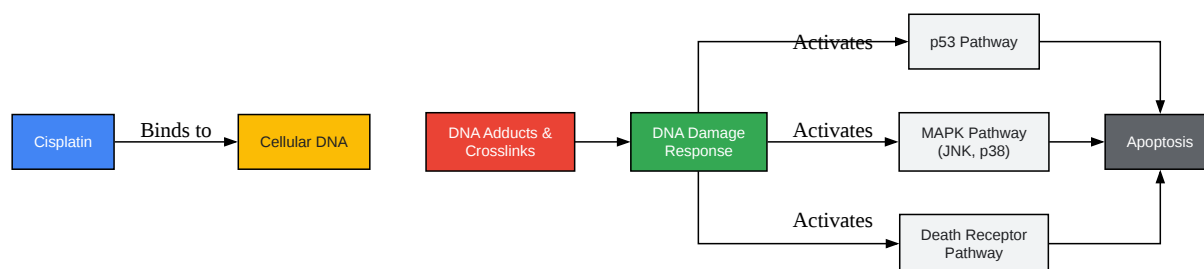 Cisplatin
Binds to
Cellular DNA
DNA Adducts &
Crosslinks
DNA Damage
Response
Activates
p53 Pathway
Activates
MAPK Pathway
(JNK, p38)
Activates
Death Receptor
Pathway
Apoptosis